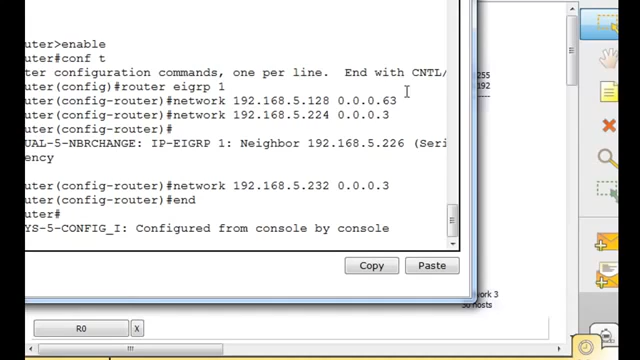 uter>enable
uter#conf t
ter configuration commands, one per line.  End with CNTL/
uter(config)#router eigrp 1
uter(config-router)#network 192.168.5.128 0.0.0.63
uter(config-router)#network 192.168.5.224 0.0.0.3
uter(config-router)#
UAL-5-NBRCHANGE: IP-EIGRP 1: Neighbor 192.168.5.226 (Seri
ency
uter(config-router)#network 192.168.5.232 0.0.0.3
uter(config-router)#end
uter#
YS-5-CONFIG_I: Configured from console by console
Copy
Paste
255
192
work 3
50 hosts
R0
X